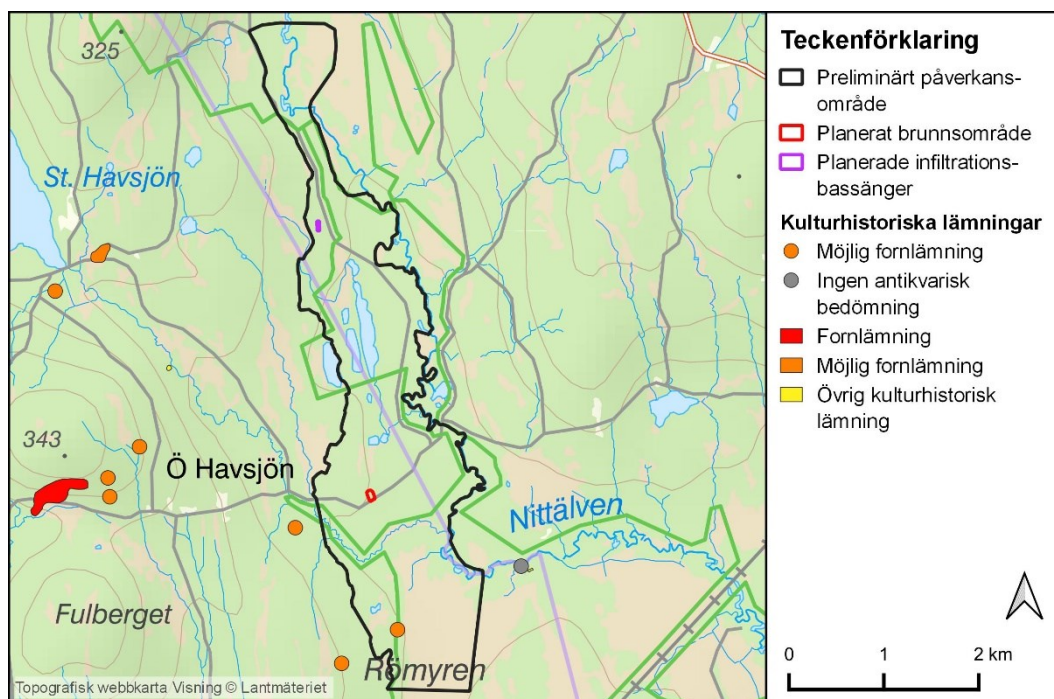 325
St. Havsjön
343
Ö Havsjön
Nittälven
Fulberget
Römyren
Topografisk webbkarta Visning © Lantmäteriet
Teckenförklaring
Preliminärt påverkans-
område
Planerat brunnsområde
Planerade infiltrations-
bassänger
Kulturhistoriska lämningar
Möjlig fornlämning
Ingen antikvarisk
bedömning
Fornlämning
Möjlig fornlämning
Övrig kulturhistorisk
lämning
0 1 2 km